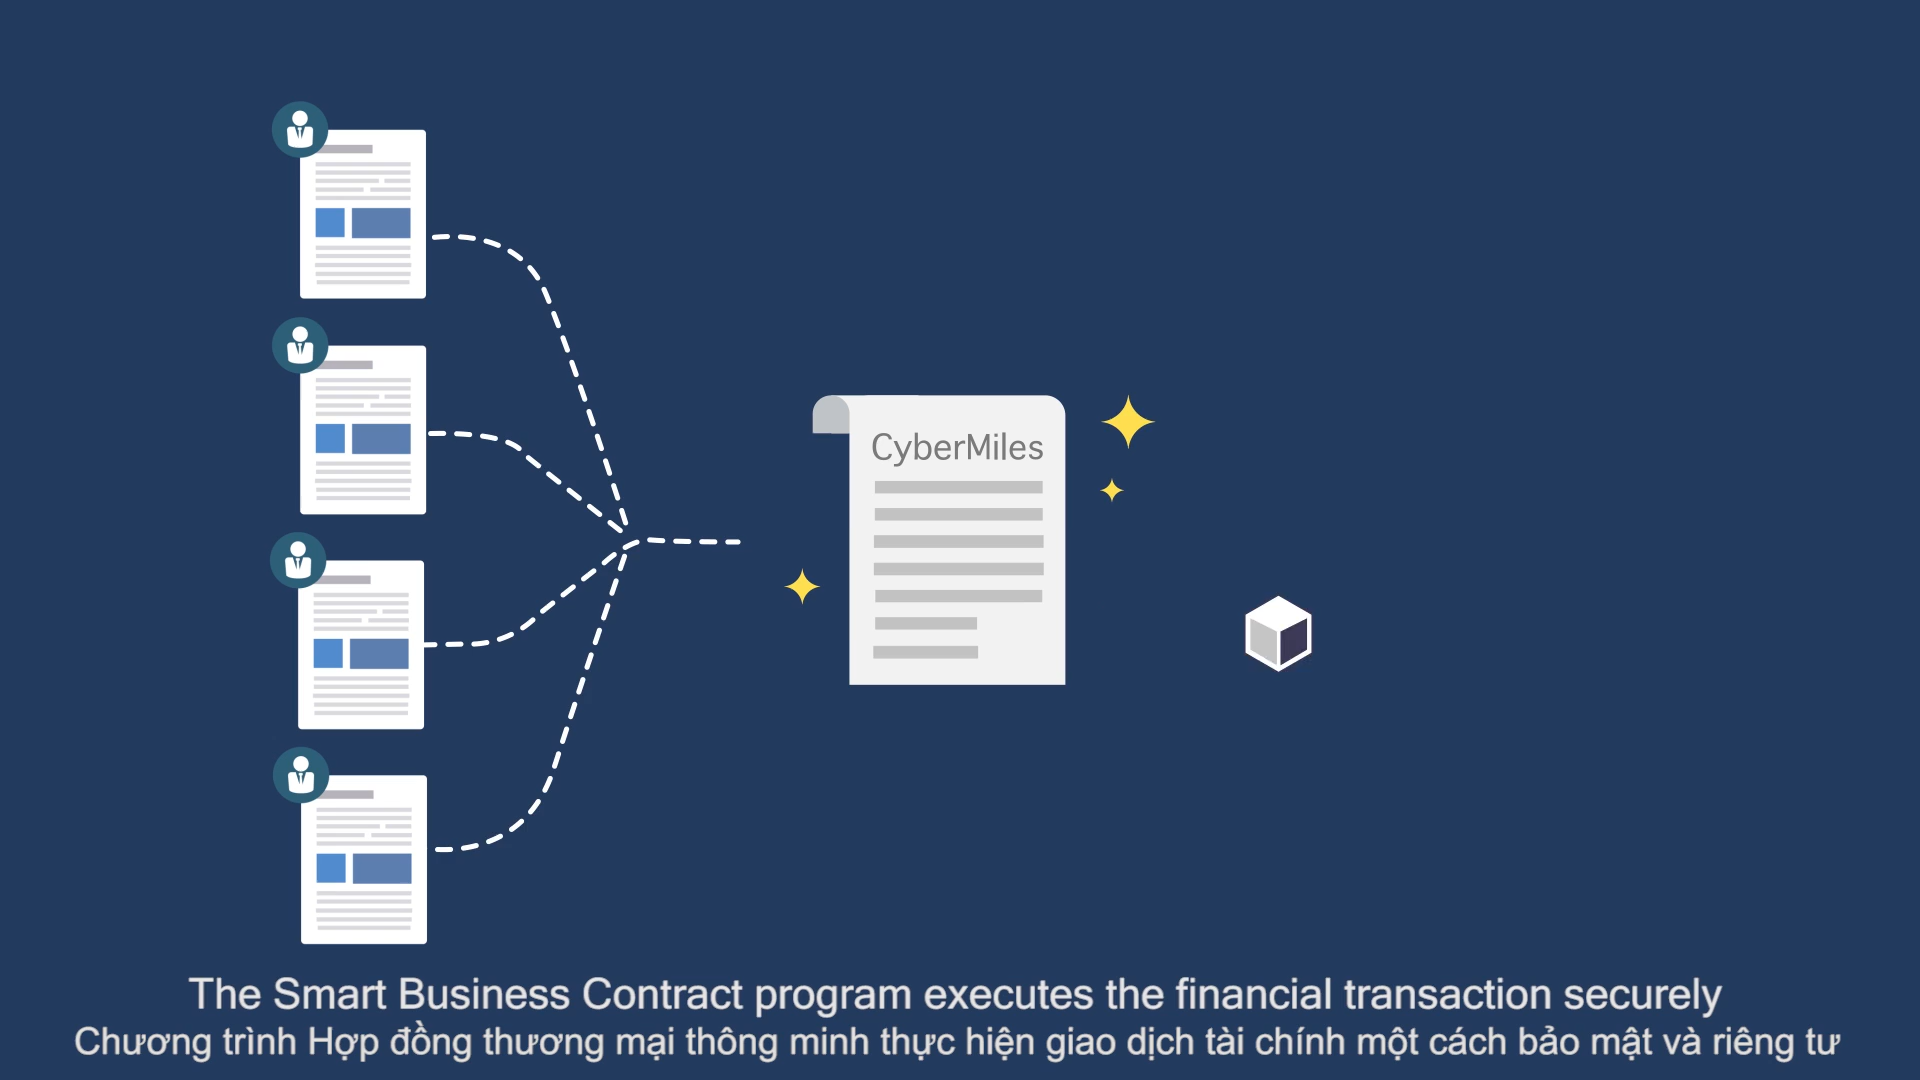 CyberMiles
The Smart Business Contract program executes the financial transaction securely
Chương trình Hợp đồng thương mại thông minh thực hiện giao dịch tài chính một cách bảo mật và riêng tư